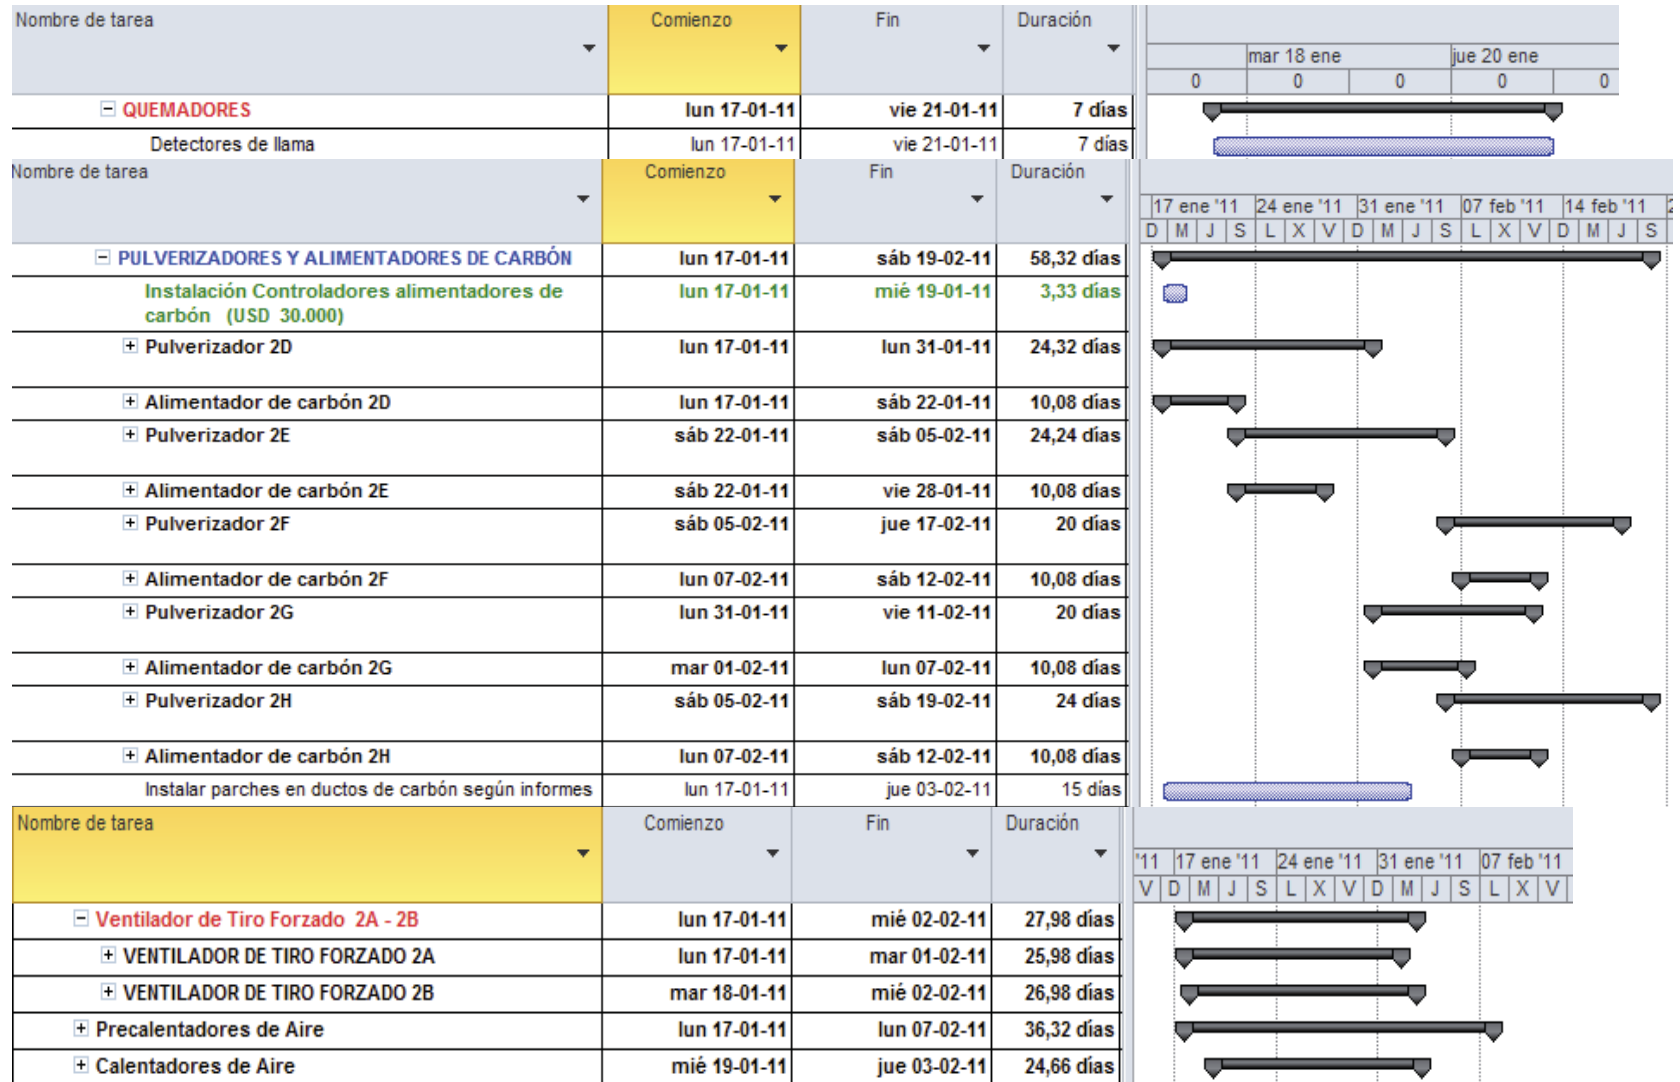 Nombre de tarea Comienzo Fin Duración
mar 18 ene jue 20 ene
0 0 0 0 0
QUEMADORES lun 17-01-11 vie 21-01-11 7 días
Detectores de llama lun 17-01-11 vie 21-01-11 7 días
Nombre de tarea Comienzo Fin Duración
17 ene '11 24 ene '11 31 ene '11 07 feb '11 14 feb '11 2
D M J S L X V D M J S L X V D M J S
PULVERIZADORES Y ALIMENTADORES DE CARBÓN lun 17-01-11 sáb 19-02-11 58,32 días
Instalación Controladores alimentadores de lun 17-01-11 mié 19-01-11 3,33 días
carbón (USD 30.000)
Pulverizador 2D lun 17-01-11 lun 31-01-11 24,32 días
Alimentador de carbón 2D lun 17-01-11 sáb 22-01-11 10,08 días
Pulverizador 2E sáb 22-01-11 sáb 05-02-11 24,24 días
Alimentador de carbón 2E sáb 22-01-11 vie 28-01-11 10,08 días
Pulverizador 2F sáb 05-02-11 jue 17-02-11 20 días
Alimentador de carbón 2F lun 07-02-11 sáb 12-02-11 10,08 días
Pulverizador 2G lun 31-01-11 vie 11-02-11 20 días
Alimentador de carbón 2G mar 01-02-11 lun 07-02-11 10,08 días
Pulverizador 2H sáb 05-02-11 sáb 19-02-11 24 días
Alimentador de carbón 2H lun 07-02-11 sáb 12-02-11 10,08 días
Instalar parches en ductos de carbón según informes lun 17-01-11 jue 03-02-11 15 días
Nombre de tarea Comienzo Fin Duración
'11 17 ene '11 24 ene '11 31 ene '11 07 feb '11
V D M J S L X V D M J S L X V
Ventilador de Tiro Forzado 2A - 2B lun 17-01-11 mié 02-02-11 27,98 días
VENTILADOR DE TIRO FORZADO 2A lun 17-01-11 mar 01-02-11 25,98 días
VENTILADOR DE TIRO FORZADO 2B mar 18-01-11 mié 02-02-11 26,98 días
Precalentadores de Aire lun 17-01-11 lun 07-02-11 36,32 días
Calentadores de Aire mié 19-01-11 jue 03-02-11 24,66 días